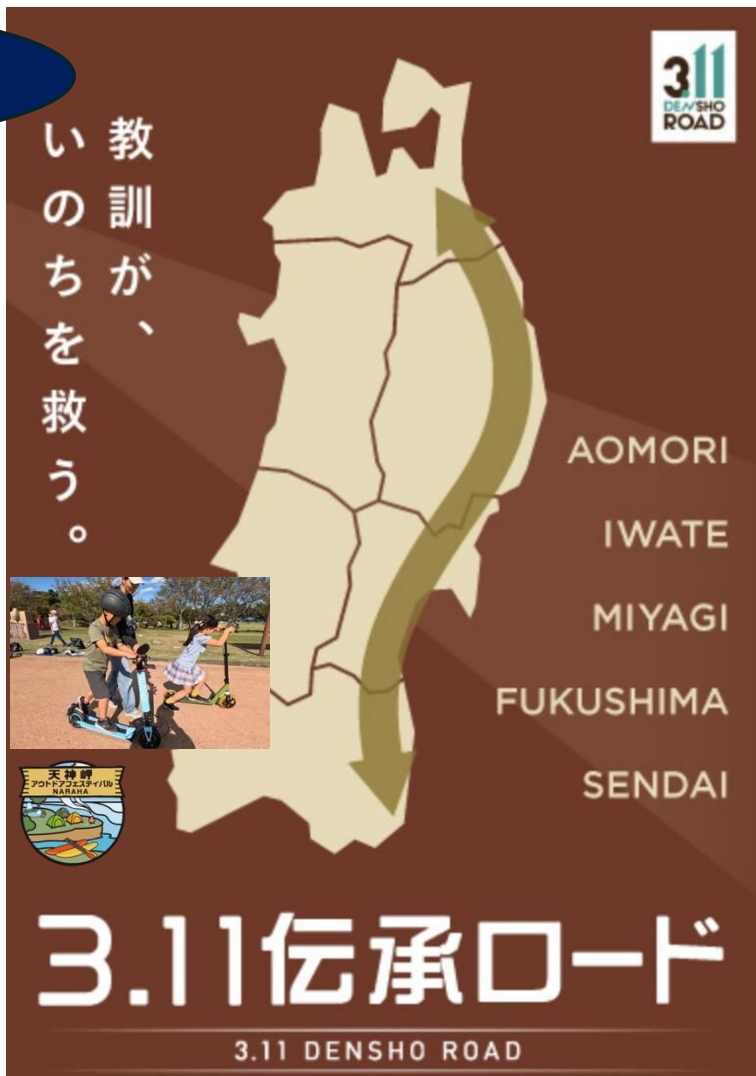 3.11
DENSHO
ROAD
教訓が、
いのちを救う。
AOMORI
IWATE
MIYAGI
FUKUSHIMA
SENDAI
天神岬
アウトドアフェスティバル
NARAHA
3.11伝承ロード
3.11 DENSHO ROAD